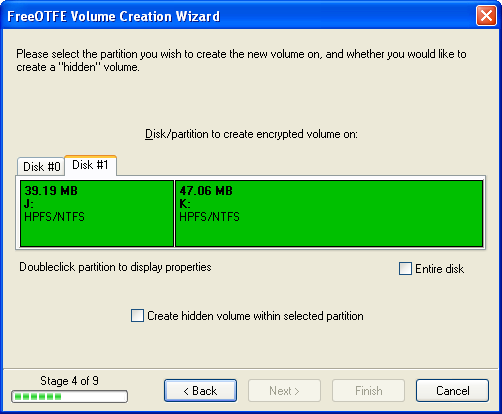 FreeOTFE Volume Creation Wizard
Please select the partition you wish to create the new volume on, and whether you would like to
create a "hidden" volume.
Disk/partition to create encrypted volume on:
Disk #0 Disk #1
39.19 MB 47.06 MB
J: K:
HPFS/NTFS HPFS/NTFS
Doubleclick partition to display properties Entire disk
Create hidden volume within selected partition
Stage 4 of 9
< Back Next > Finish Cancel